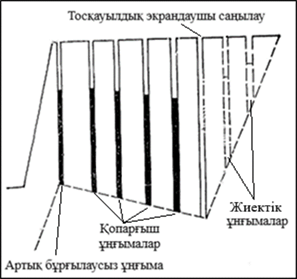 Тосқауылдық экрандаушы саңылау
Жиектік
ұңғымалар
Қопарғыш
ұңғымалар
Артық бұрғылаусыз ұңғыма